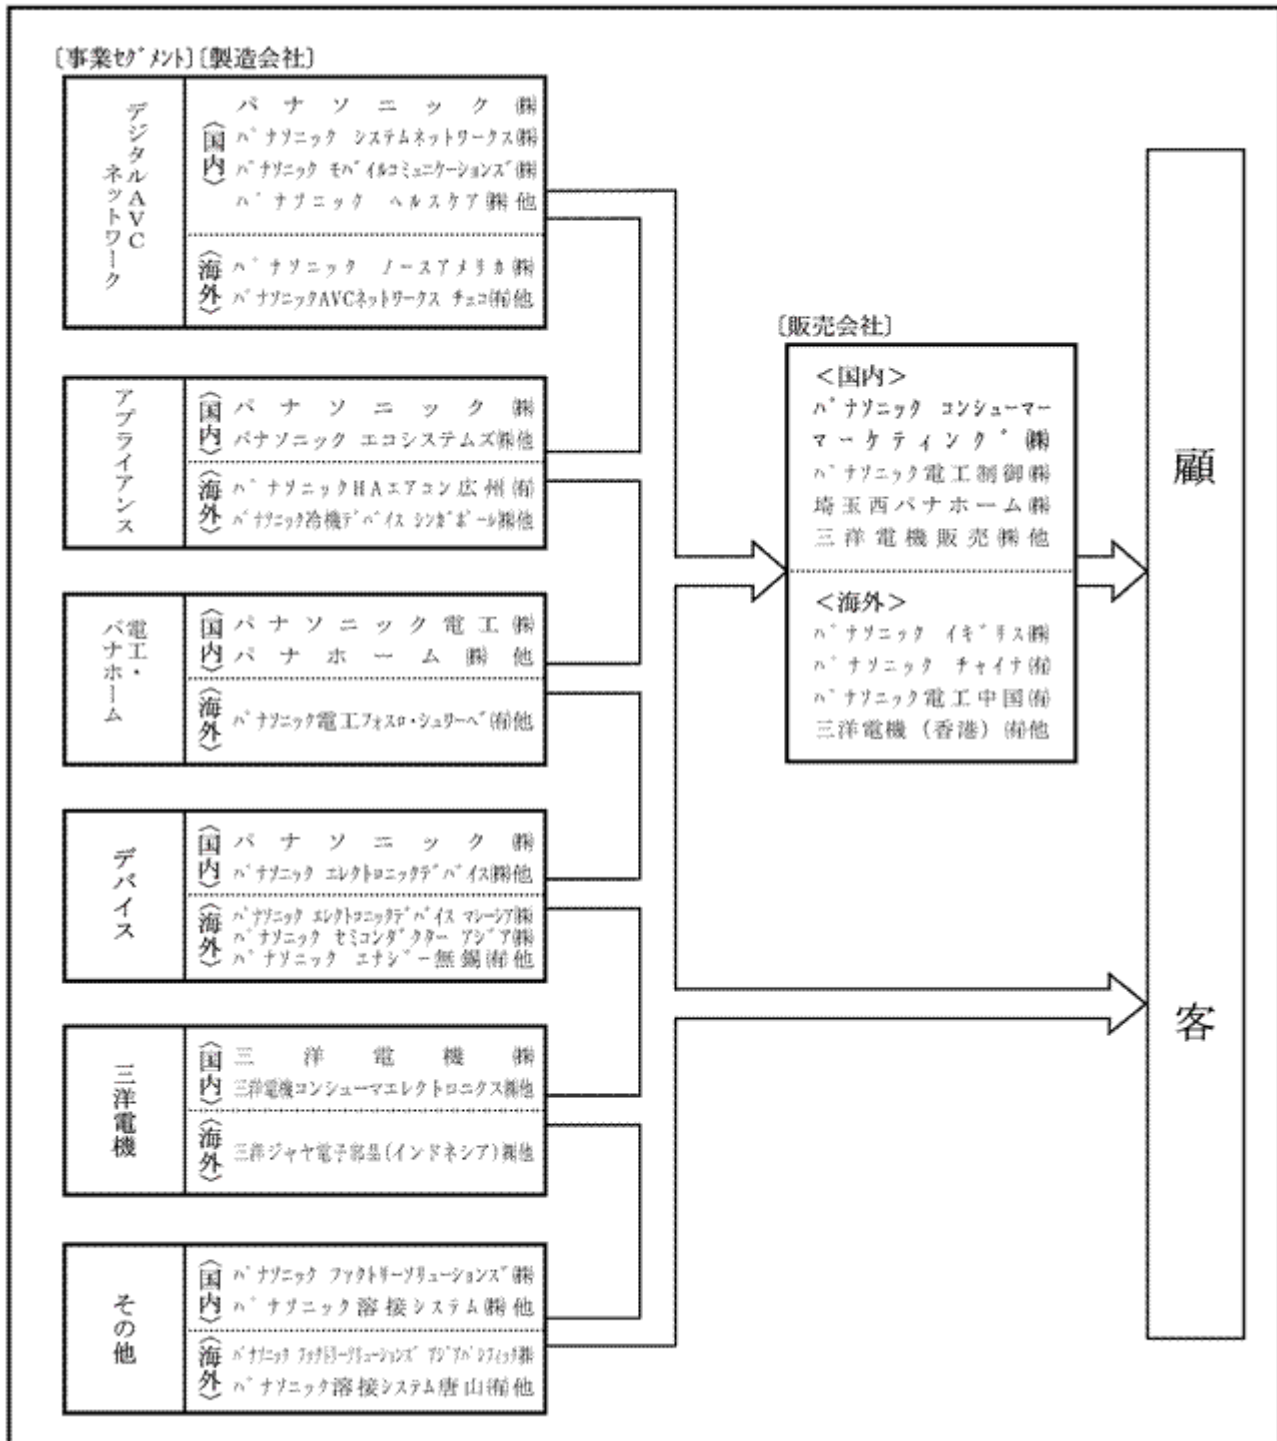 〔事業ｾｸﾞﾒﾝﾄ〕〔製造会社〕
デジタルAVC
ネットワーク
〈国内〉
パナソニック㈱
ﾊﾟﾅｿﾆｯｸ システムネットワークス㈱
ﾊﾟﾅｿﾆｯｸ ﾓﾊﾞｲﾙｺﾐｭﾆｹｰｼｮﾝｽﾞ㈱
ﾊﾟﾅｿﾆｯｸ ヘルスケア㈱他
〈海外〉
ﾊﾟﾅｿﾆｯｸ ノースアメリカ㈱
ﾊﾟﾅｿﾆｯｸAVCネットワークス チェコ㈲他
アプライアンス
〈国内〉
パナソニック㈱
パナソニック エコシステムズ㈱他
〈海外〉
ﾊﾟﾅｿﾆｯｸHAエアコン広州㈲
ﾊﾟﾅｿﾆｯｸ冷機ﾃﾞﾊﾞｲｽ ｼﾝｶﾞﾎﾟｰﾙ㈱他
電工・
パナホーム
〈国内〉
パナソニック電工㈱
パナホーム㈱他
〈海外〉
ﾊﾟﾅｿﾆｯｸ電工ﾌｫｽﾛ・ｼｭﾘｰﾍﾞ㈲他
デバイス
〈国内〉
パナソニック㈱
ﾊﾟﾅｿﾆｯｸ ｴﾚｸﾄﾛﾆｯｸﾃﾞﾊﾞｲｽ㈱他
〈海外〉
ﾊﾟﾅｿﾆｯｸ ｴﾚｸﾄﾛﾆｯｸﾃﾞﾊﾞｲｽ ﾏﾚｰｼｱ㈱
ﾊﾟﾅｿﾆｯｸ ｾﾐｺﾝﾀﾞｸﾀｰ ｱｼﾞｱ㈱
ﾊﾟﾅｿﾆｯｸ ｴﾅｼﾞｰ無錫㈲他
三洋電機
〈国内〉
三洋電機㈱
三洋電機コンシューマエレクトロニクス㈱他
〈海外〉
三洋ジャヤ電子部品(インドネシア)㈱他
その他
〈国内〉
ﾊﾟﾅｿﾆｯｸ ﾌｧｸﾄﾘｰｿﾘｭｰｼｮﾝｽﾞ㈱
ﾊﾟﾅｿﾆｯｸ溶接システム㈱他
〈海外〉
ﾊﾟﾅｿﾆｯｸ ﾌｧｸﾄﾘｰｿﾘｭｰｼｮﾝｽﾞ ｱｼﾞｱﾊﾟｼﾌｨｯｸ㈱
ﾊﾟﾅｿﾆｯｸ溶接システム唐山㈲他
〔販売会社〕
＜国内＞
ﾊﾟﾅｿﾆｯｸ コンシューマー
マーケティング㈱
ﾊﾟﾅｿﾆｯｸ電工制御㈱
埼玉西パナホーム㈱
三洋電機販売㈱他
＜海外＞
ﾊﾟﾅｿﾆｯｸ イギリス㈱
ﾊﾟﾅｿﾆｯｸ チャイナ㈲
ﾊﾟﾅｿﾆｯｸ電工中国㈲
三洋電機（香港）㈲他
顧客